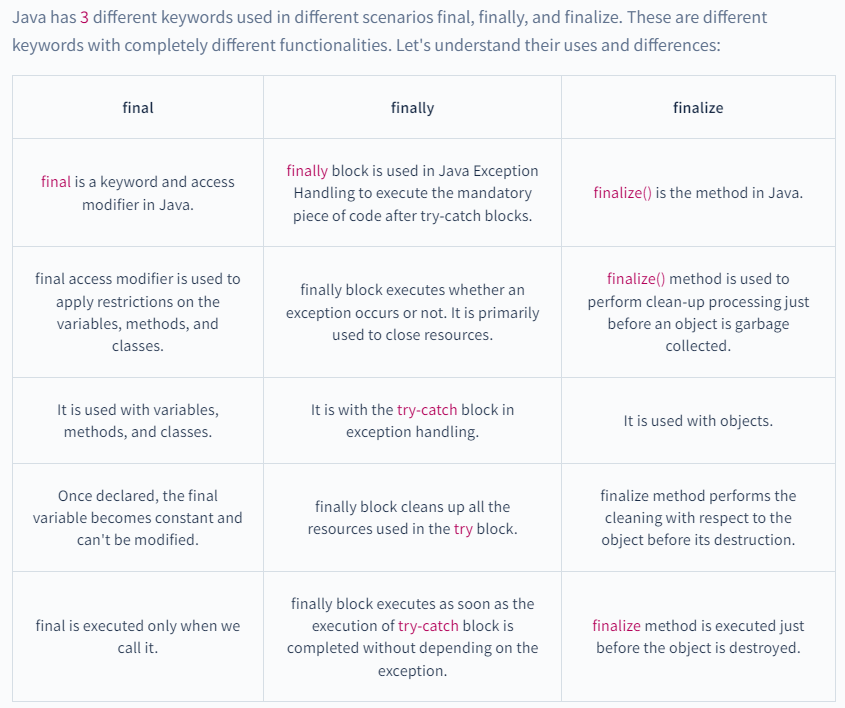 Java has 3 different keywords used in different scenarios final, finally, and finalize. These are different
keywords with completely different functionalities. Let's understand their uses and differences:
final
finally
finalize
final is a keyword and access
modifier in Java.
finally block is used in Java Exception
Handling to execute the mandatory
piece of code after try-catch blocks.
finalize() is the method in Java.
final access modifier is used to
apply restrictions on the
variables, methods, and
classes.
finally block executes whether an
exception occurs or not. It is primarily
used to close resources.
finalize() method is used to
perform clean-up processing just
before an object is garbage
collected.
It is used with variables,
methods, and classes.
It is with the try-catch block in
exception handling.
It is used with objects.
Once declared, the final
variable becomes constant and
can't be modified.
finally block cleans up all the
resources used in the try block.
finalize method performs the
cleaning with respect to the
object before its destruction.
final is executed only when we
call it.
finally block executes as soon as the
execution of try-catch block is
completed without depending on the
exception.
finalize method is executed just
before the object is destroyed.